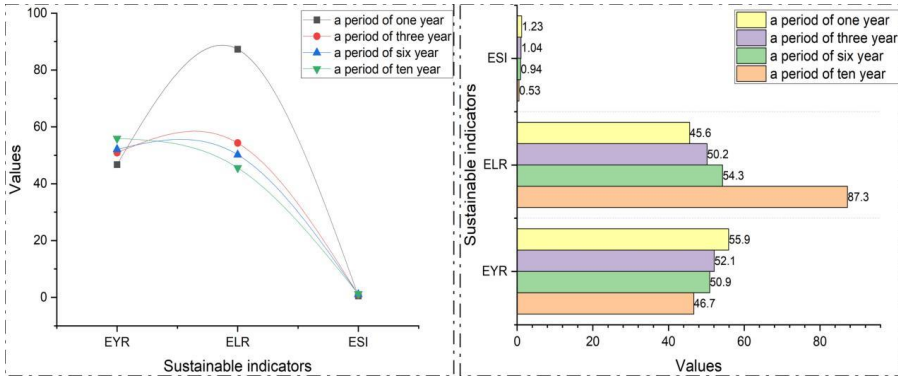 100
80
60
40
20
0
Values
EYR
ELR
ESI
Sustainable indicators
a period of one year
a period of three year
a period of six year
a period of ten year
Sustainable indicators
ESI
ELR
EYR
1.23
1.04
0.94
0.53
45.6
50.2
54.3
87.3
55.9
52.1
50.9
46.7
0
20
40
60
80
Values
a period of one year
a period of three year
a period of six year
a period of ten year